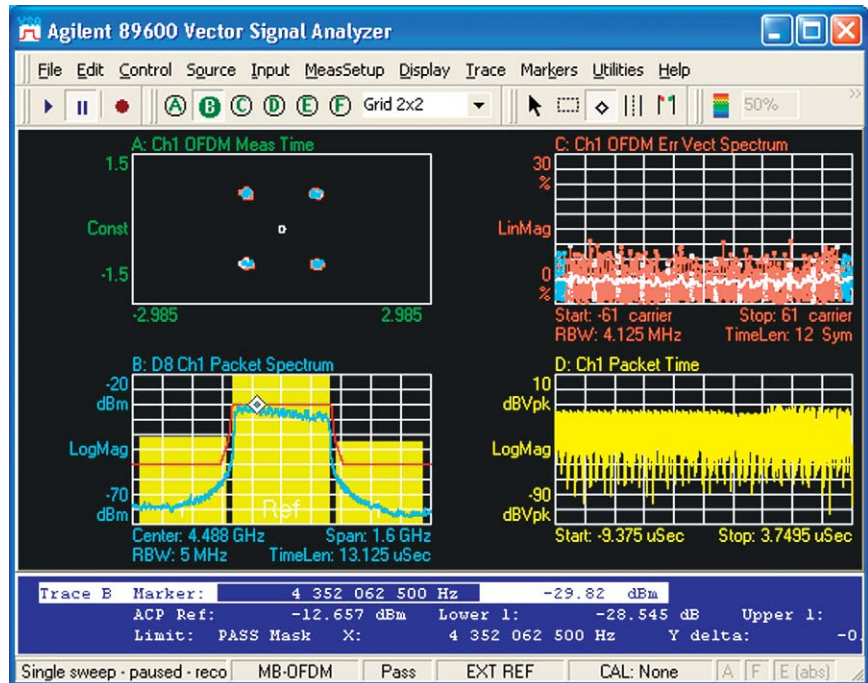 Agilent 89600 Vector Signal Analyzer
File Edit Control Source Input MeasSetup Display Trace Markers Utilities Help
A B C D E F Grid 2x2 50%
A: Ch1 OFDM Meas Time
1.5
Const
-1.5
-2.985 2.985
C: Ch1 OFDM Err Vect Spectrum
30
%
LinMag
0
%
Start: -61 carrier Stop: 61 carrier
RBW: 4.125 MHz TimeLen: 12 Sym
B: D8 Ch1 Packet Spectrum
-20
dBm
LogMag
-70
dBm
Ref
Center: 4.488 GHz Span: 1.6 GHz
RBW: 5 MHz TimeLen: 13.125 uSec
D: Ch1 Packet Time
10
dBVpk
LogMag
-90
dBVpk
Start: -9.375 uSec Stop: 3.7495 uSec
Trace B Marker: 4 352 062 500 Hz -29.82 dBm
ACP Ref: -12.657 dBm Lower 1: -28.545 dB Upper 1:
Limit: PASS Mask X: 4 352 062 500 Hz Y delta: -0.
Single sweep - paused - reco MB-OFDM Pass EXT REF CAL: None A F E (abs)